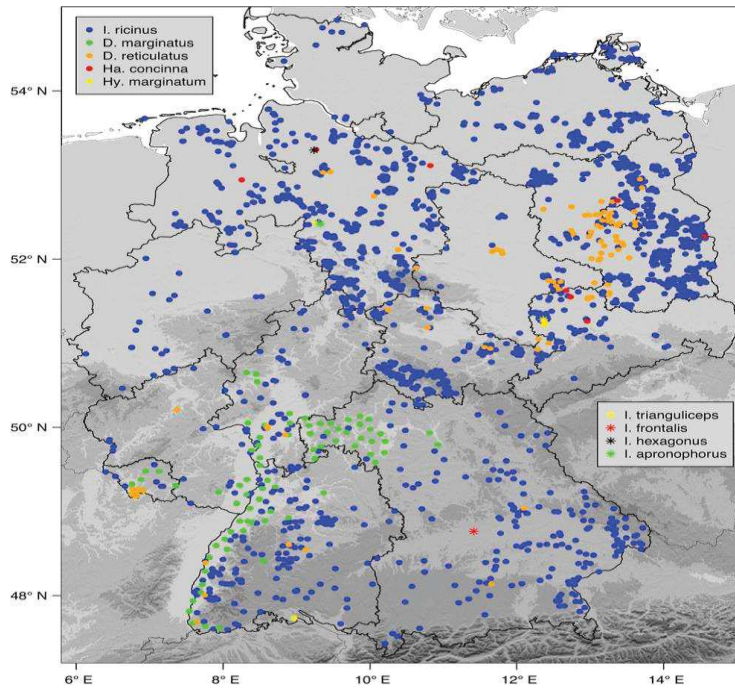 I. ricinus
D. marginatus
D. reticulatus
Ha. concinna
Hy. marginatum
54° N
52° N
50° N
48° N
I. trianguliceps
I. frontalis
I. hexagonus
I. apronophorus
6° E
8° E
10° E
12° E
14° E